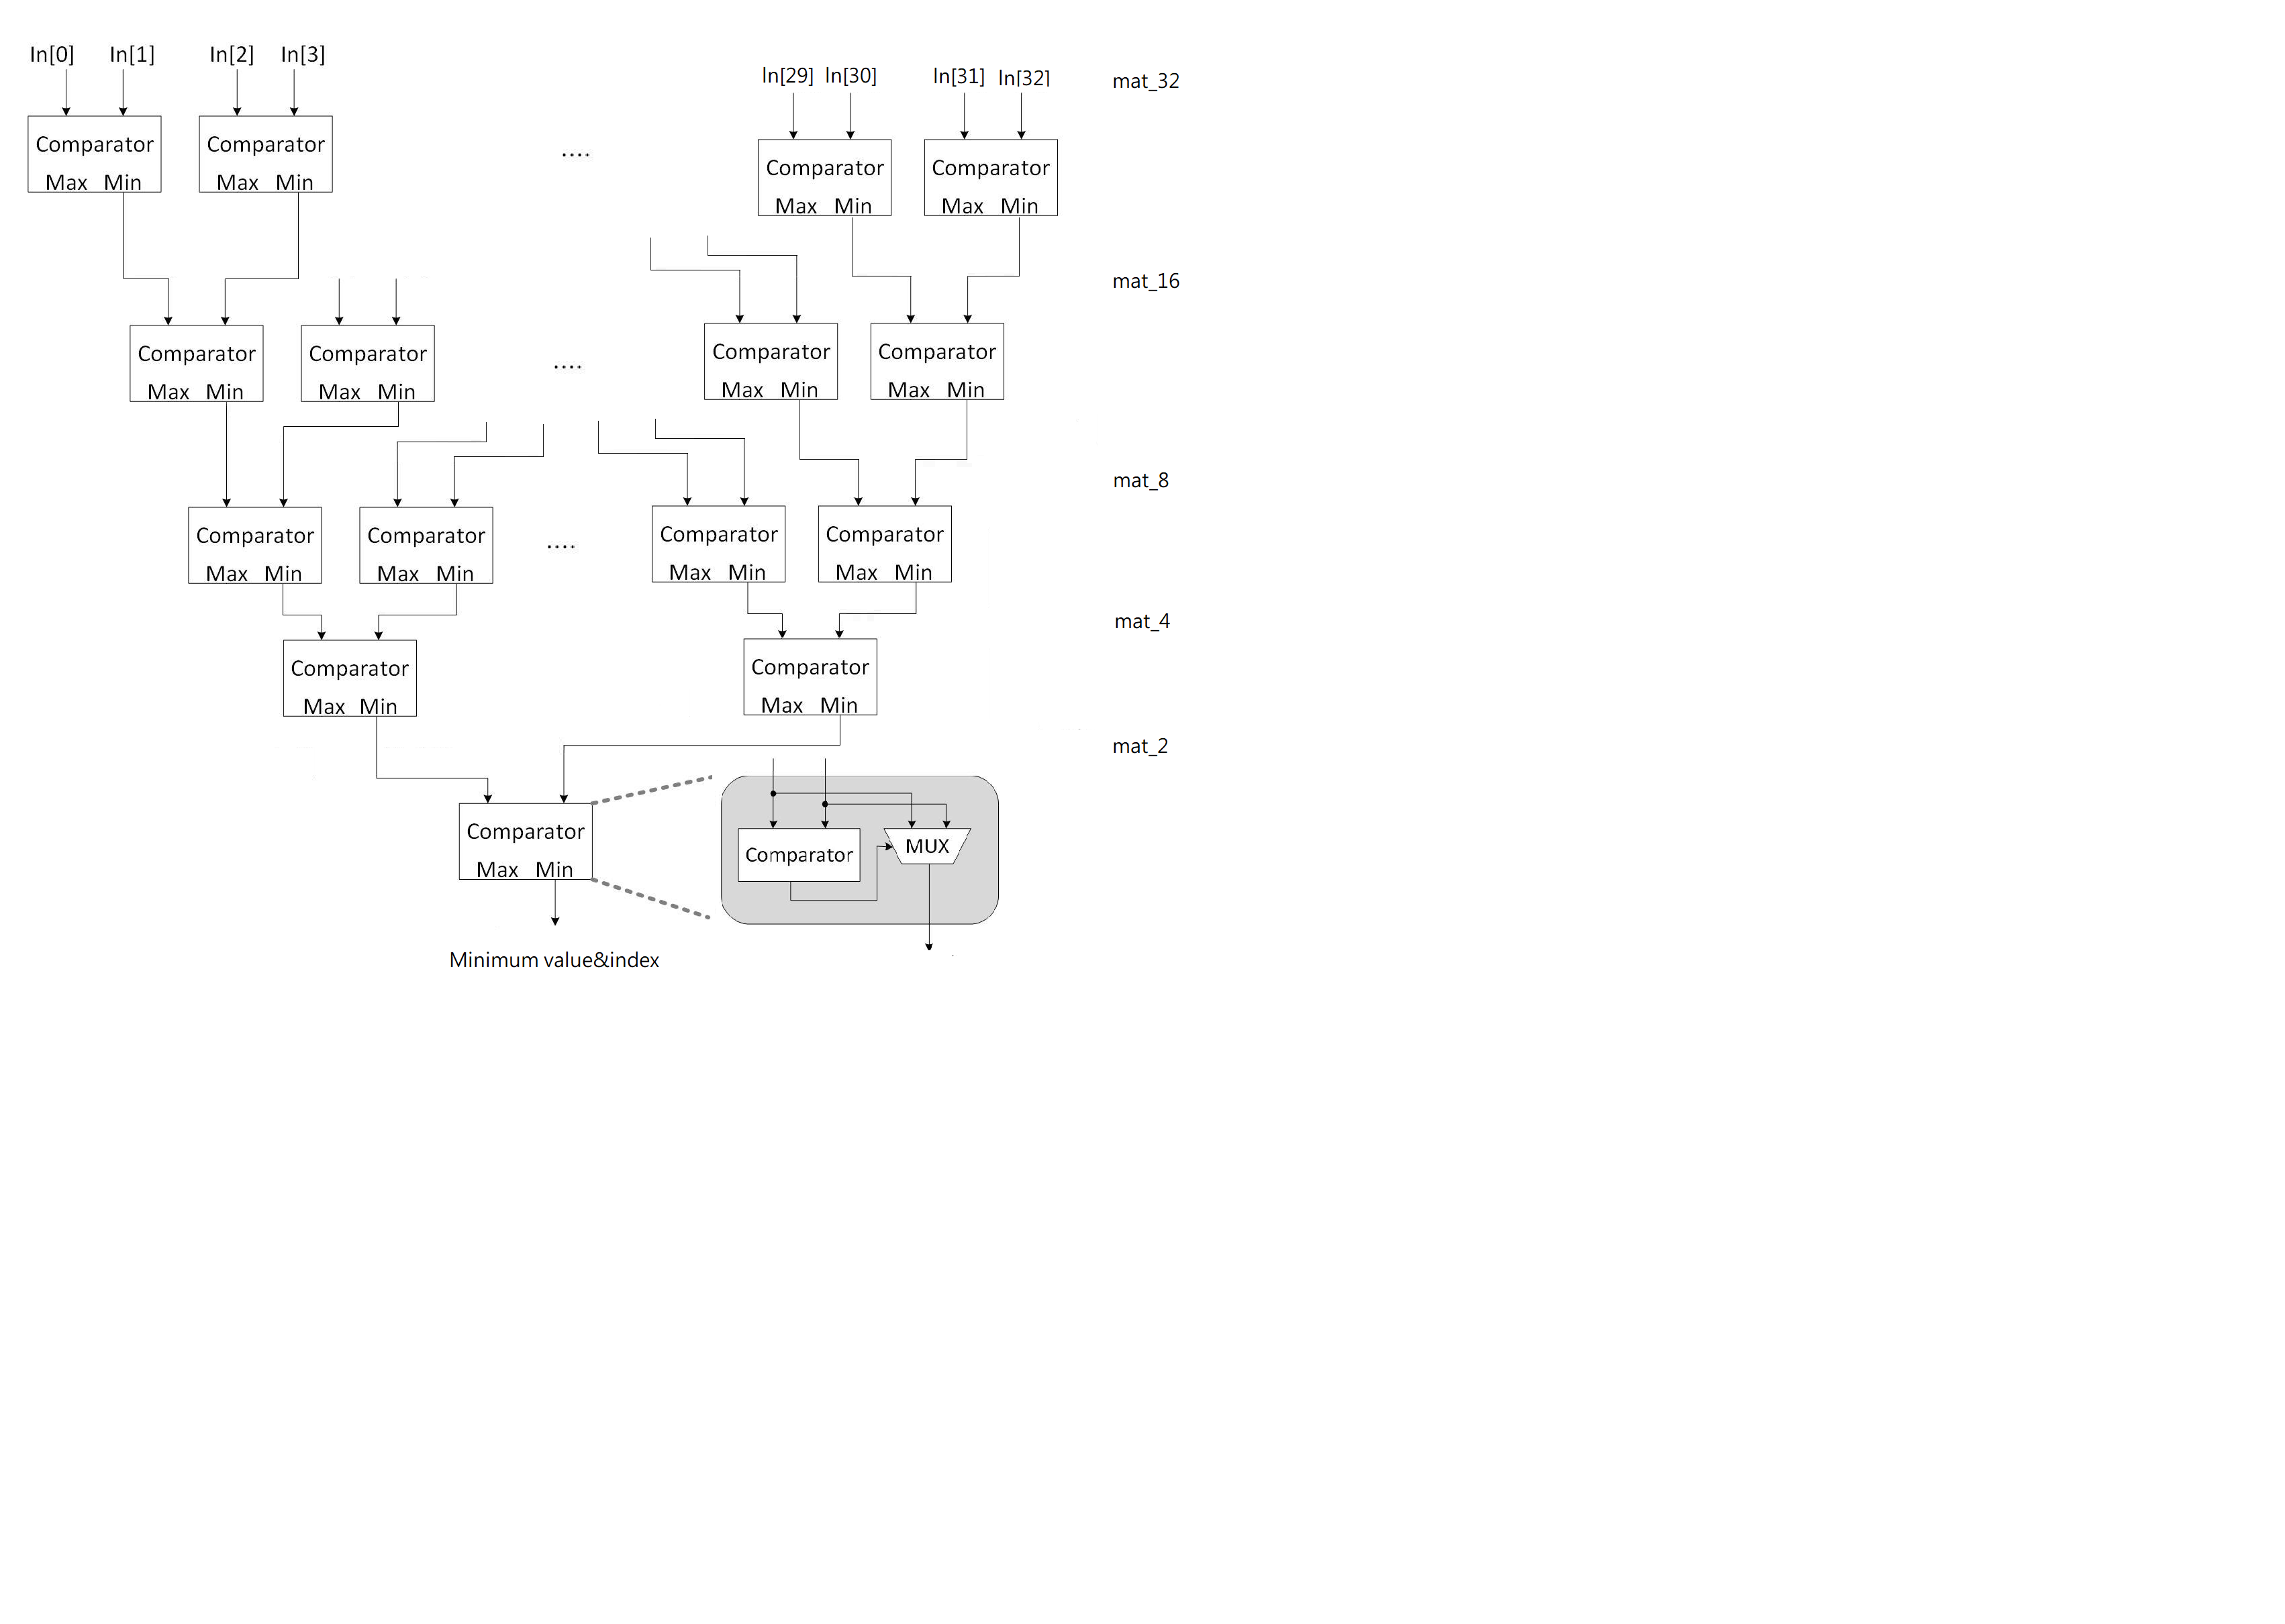 In[0] In[1] In[2] In[3]
In[29] In[30] In[31] In[32] mat_32
Comparator Comparator ....
Max Min Max Min
Comparator Comparator
Max Min Max Min
mat_16
Comparator Comparator .... Comparator Comparator
Max Min Max Min Max Min Max Min
mat_8
Comparator Comparator .... Comparator Comparator
Max Min Max Min Max Min Max Min
mat_4
Comparator Comparator
Max Min Max Min
mat_2
Comparator
Max Min
Comparator MUX
Minimum value&index